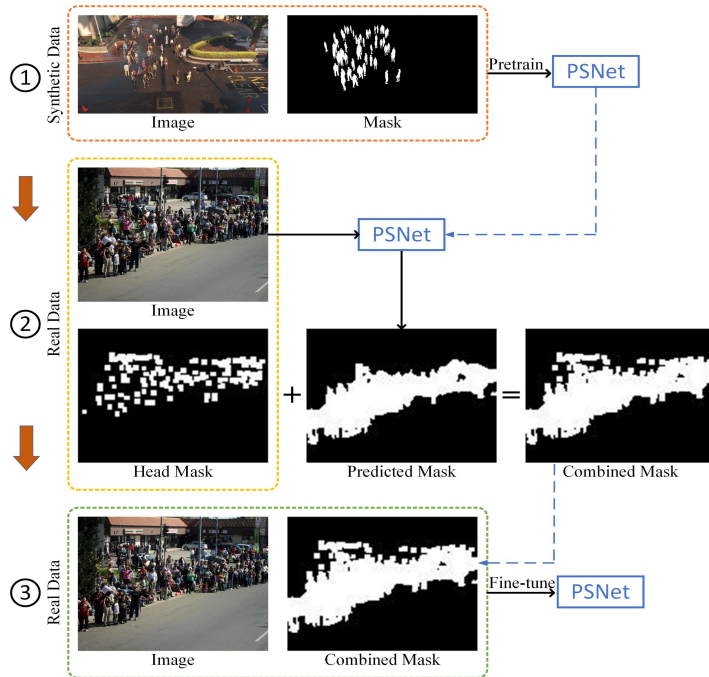 ① Synthetic Data
Image
Mask
Pretrain
PSNet
② Real Data
Image
PSNet
Head Mask
+
Predicted Mask
=
Combined Mask
③ Real Data
Image
Combined Mask
Fine-tune
PSNet